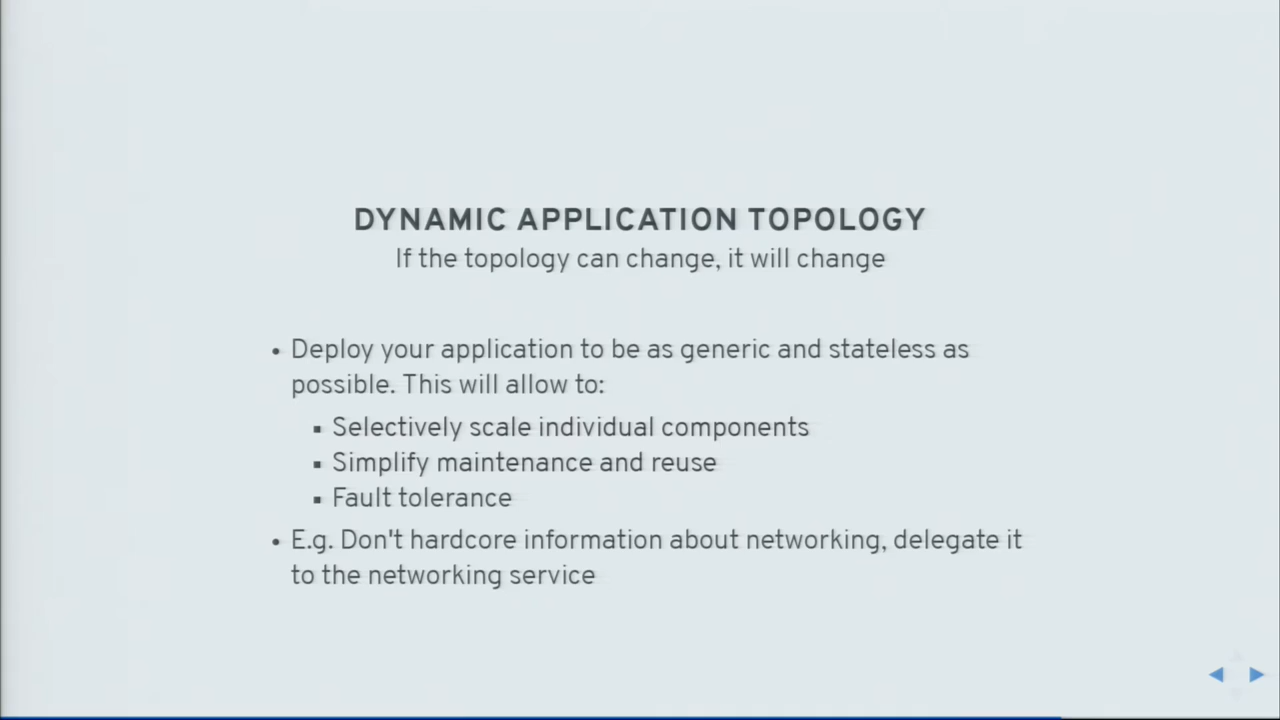 DYNAMIC APPLICATION TOPOLOGY
If the topology can change, it will change
• Deploy your application to be as generic and stateless as
possible. This will allow to:
▪ Selectively scale individual components
▪ Simplify maintenance and reuse
▪ Fault tolerance
• E.g. Don't hardcore information about networking, delegate it
to the networking service